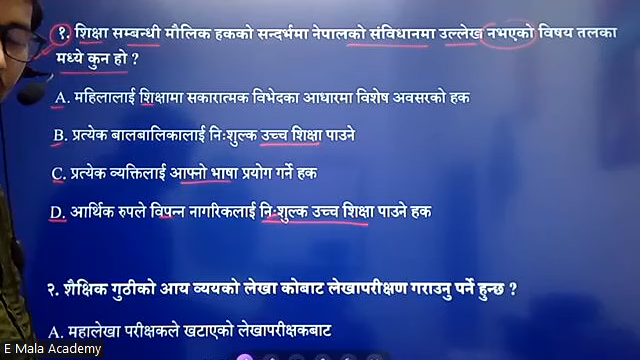 १. शिक्षा सम्बन्धी मौलिक हकको सन्दर्भमा नेपालको संविधानमा उल्लेख नभएको विषय तलका
मध्ये कुन हो ?
A. महिलालाई शिक्षामा सकारात्मक विभेदका आधारमा विशेष अवसरको हक
B. प्रत्येक बालबालिकालाई निःशुल्क उच्च शिक्षा पाउने
C. प्रत्येक व्यक्तिलाई आफ्नो भाषा प्रयोग गर्ने हक
D. आर्थिक रुपले विपन्न नागरिकलाई नि:शुल्क उच्च शिक्षा पाउने हक
२. शैक्षिक गुठीको आय व्ययको लेखा कोबाट लेखापरीक्षण गराउनु पर्ने हुन्छ ?
A. महालेखा परीक्षकले खटाएको लेखापरीक्षकबाट
E Mala Academy